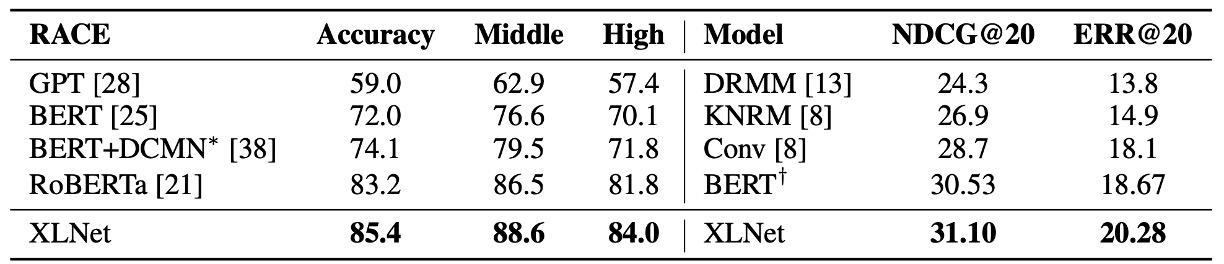 RACE Accuracy Middle High Model NDCG@20 ERR@20
GPT [28] 59.0 62.9 57.4 DRMM [13] 24.3 13.8
BERT [25] 72.0 76.6 70.1 KNRM [8] 26.9 14.9
BERT+DCMN* [38] 74.1 79.5 71.8 Conv [8] 28.7 18.1
RoBERTa [21] 83.2 86.5 81.8 BERT† 30.53 18.67
XLNet 85.4 88.6 84.0 XLNet 31.10 20.28